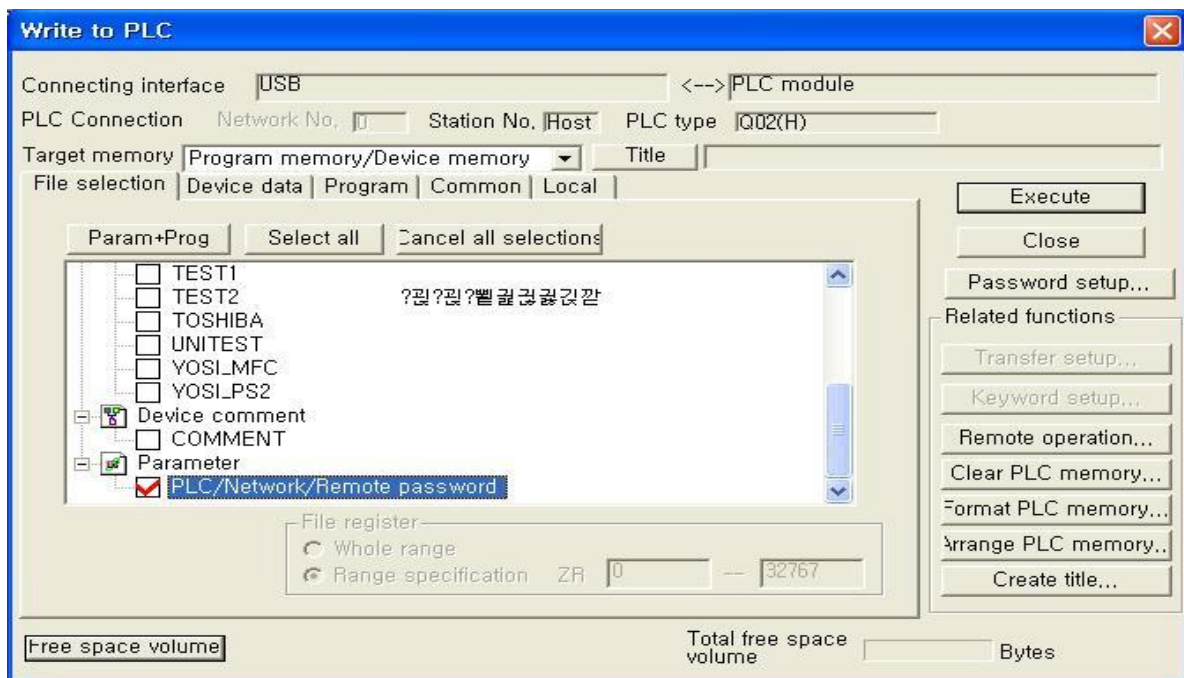 Write to PLC
Connecting interface USB <--> PLC module
PLC Connection Network No. 0 Station No. Host PLC type Q02(H)
Target memory Program memory/Device memory Title
File selection Device data Program Common Local
Execute
Param+Prog Select all Cancel all selections
Close
TEST1
Password setup...
TEST2
TOSHIBA
Related functions
UNITEST
Transfer setup...
YOSI_MFC
YOSI_PS2
Keyword setup...
Device comment
COMMENT
Remote operation...
Parameter
Clear PLC memory...
PLC/Network/Remote password
Format PLC memory...
File register
Whole range
Arrange PLC memory..
Range specification ZR 0 -- 32767
Create title...
Free space volume
Total free space
volume Bytes